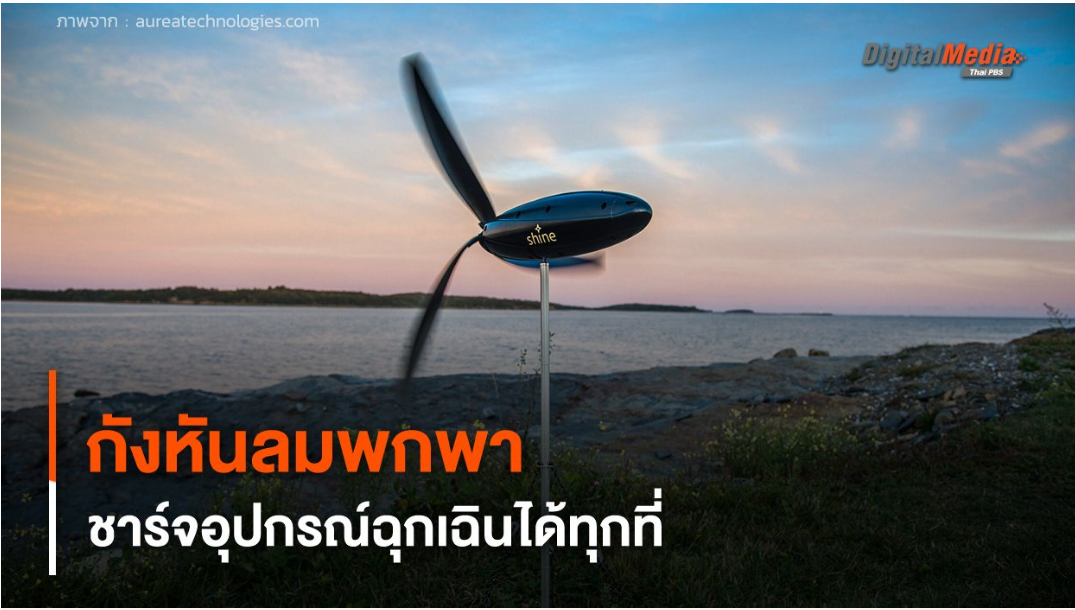 ภาพจาก : aureatechnologies.com
DigitalMedia
Thai PBS
shine
กังหันลมพกพา
ชาร์จอุปกรณ์ฉุกเฉินได้ทุกที่